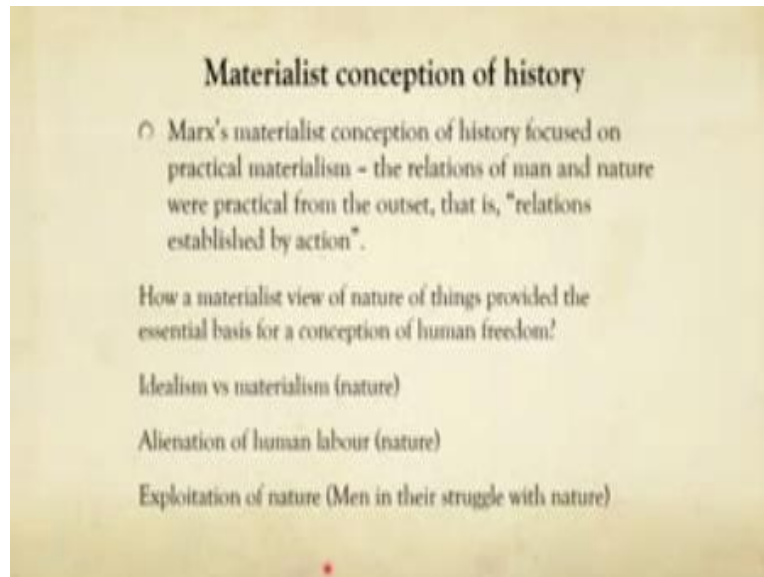 Materialist conception of history
Marx's materialist conception of history focused on
practical materialism - the relations of man and nature
were practical from the outset, that is, "relations
established by action".
How a materialist view of nature of things provided the
essential basis for a conception of human freedom?
Idealism vs materialism (nature)
Alienation of human labour (nature)
Exploitation of nature (Men in their struggle with nature)